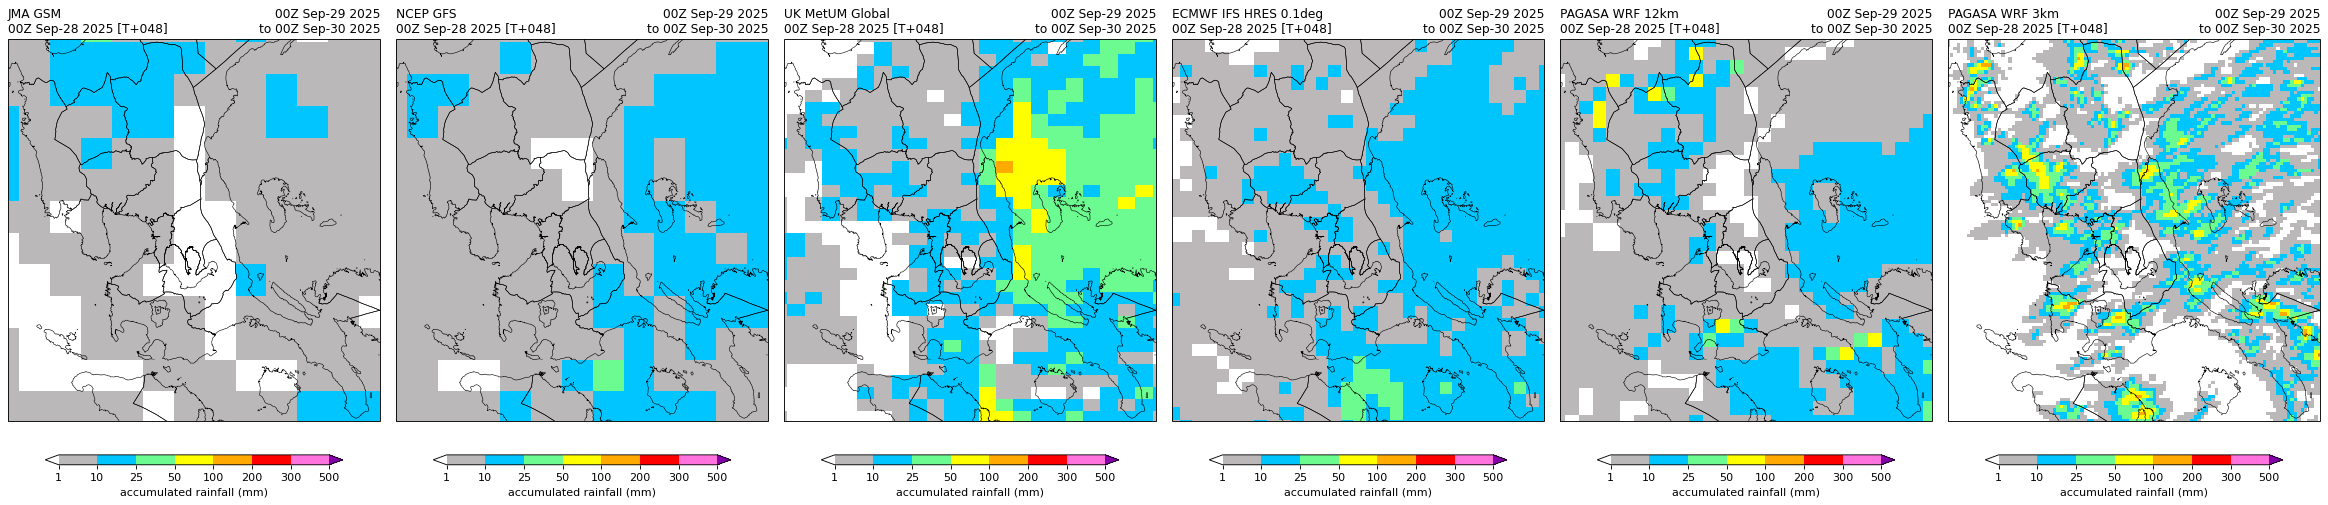 JMA GSM 00Z Sep-29 2025
00Z Sep-28 2025 [T+048] to 00Z Sep-30 2025
1 10 25 50 100 200 300 500
accumulated rainfall (mm)
NCEP GFS 00Z Sep-29 2025
00Z Sep-28 2025 [T+048] to 00Z Sep-30 2025
1 10 25 50 100 200 300 500
accumulated rainfall (mm)
UK MetUM Global 00Z Sep-29 2025
00Z Sep-28 2025 [T+048] to 00Z Sep-30 2025
1 10 25 50 100 200 300 500
accumulated rainfall (mm)
ECMWF IFS HRES 0.1deg 00Z Sep-29 2025
00Z Sep-28 2025 [T+048] to 00Z Sep-30 2025
1 10 25 50 100 200 300 500
accumulated rainfall (mm)
PAGASA WRF 12km 00Z Sep-29 2025
00Z Sep-28 2025 [T+048] to 00Z Sep-30 2025
1 10 25 50 100 200 300 500
accumulated rainfall (mm)
PAGASA WRF 3km 00Z Sep-29 2025
00Z Sep-28 2025 [T+048] to 00Z Sep-30 2025
1 10 25 50 100 200 300 500
accumulated rainfall (mm)